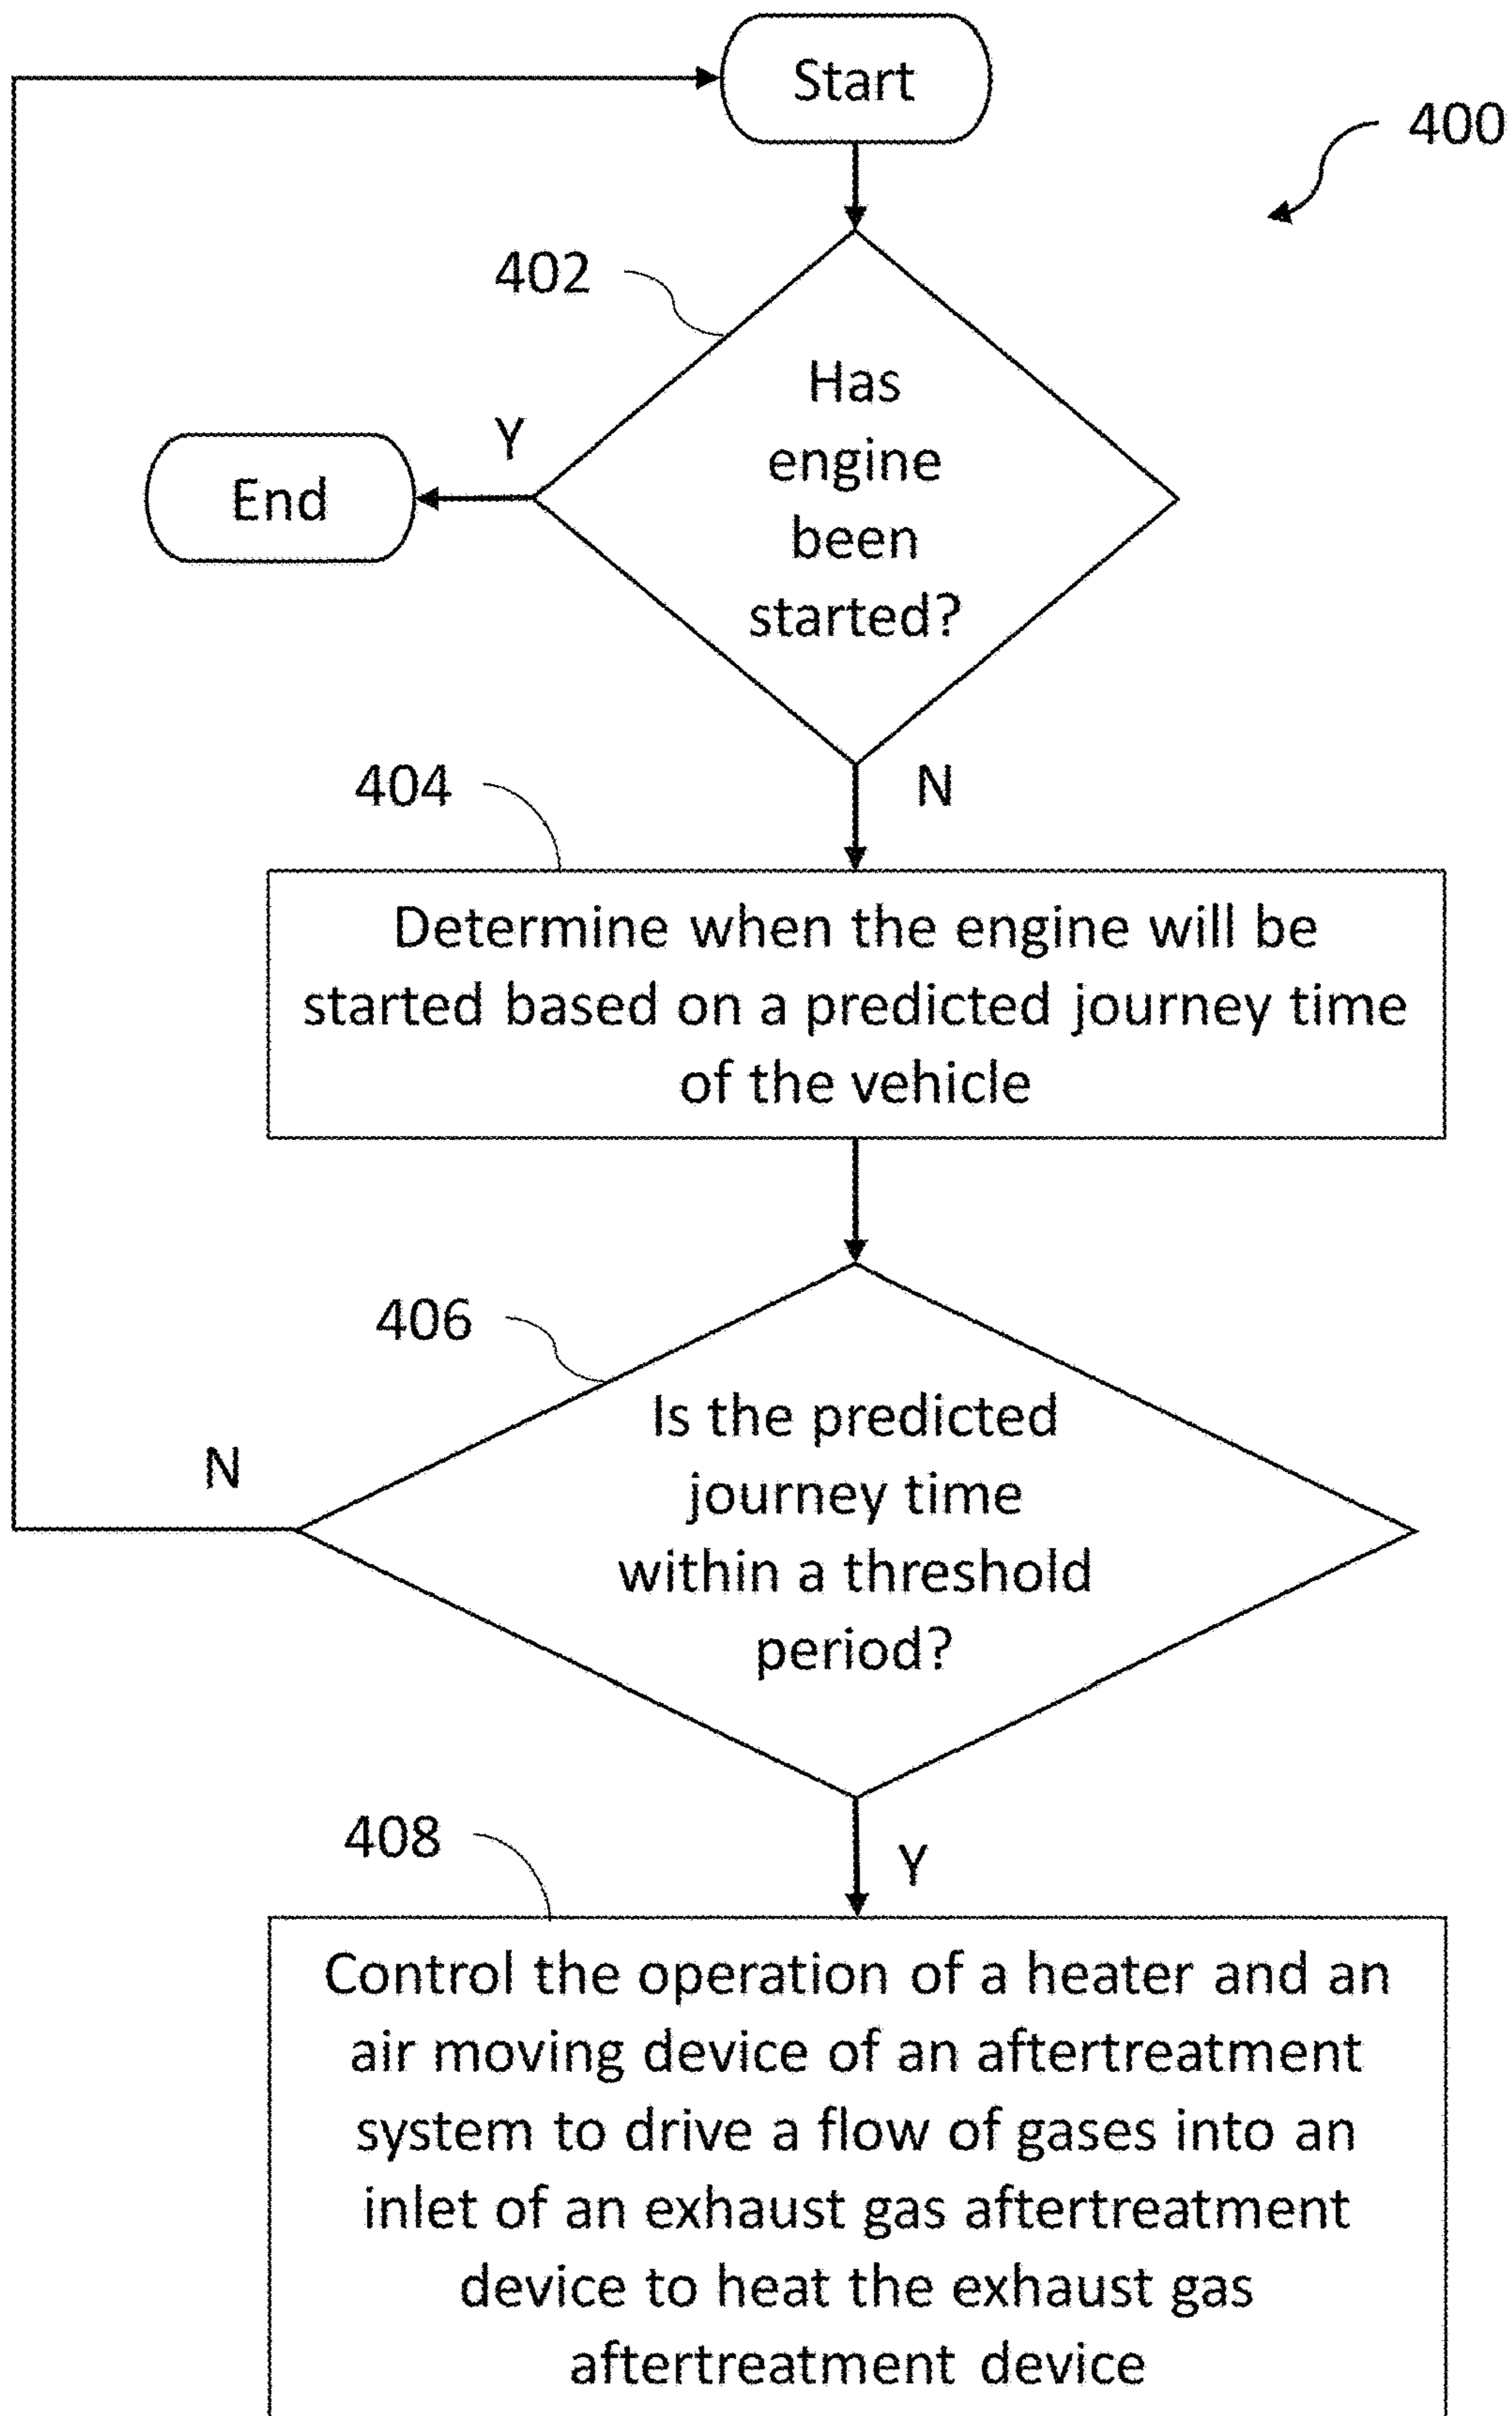 Start
400
402
Has
engine
been
started?
Y
End
N
404
Determine when the engine will be
started based on a predicted journey time
of the vehicle
406
Is the predicted
journey time
within a threshold
period?
N
Y
408
Control the operation of a heater and an
air moving device of an aftertreatment
system to drive a flow of gases into an
inlet of an exhaust gas aftertreatment
device to heat the exhaust gas
aftertreatment device